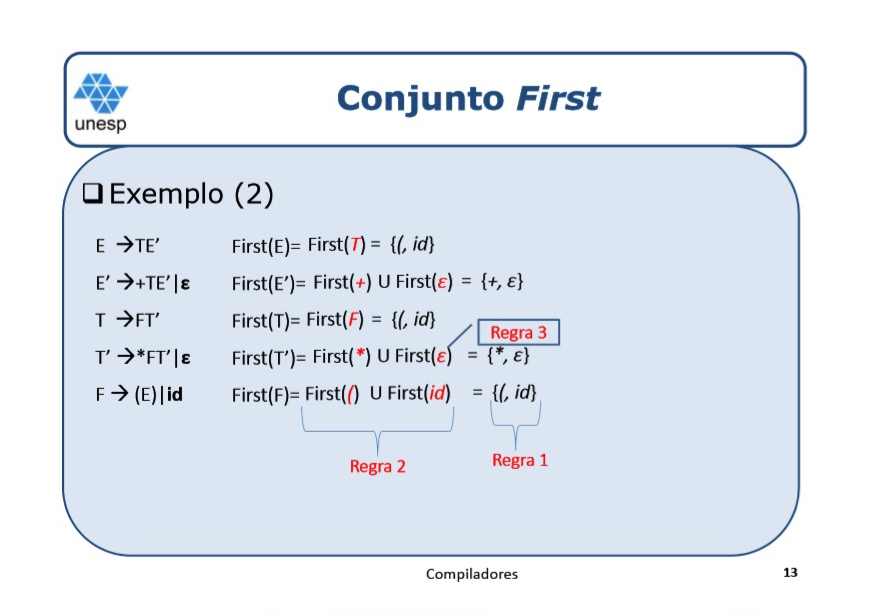 unesp
Conjunto First
❑ Exemplo (2)
E →TE’ First(E)= First(T) = {(, id}
E’ →+TE’|ε First(E’)= First(+) U First(ε) = {+, ε}
T →FT’ First(T)= First(F) = {(, id}
Regra 3
T’ →*FT’|ε First(T’)= First(*) U First(ε) = {*, ε}
F → (E)|id First(F)= First(() U First(id) = {(, id}
Regra 2 Regra 1
Compiladores 13